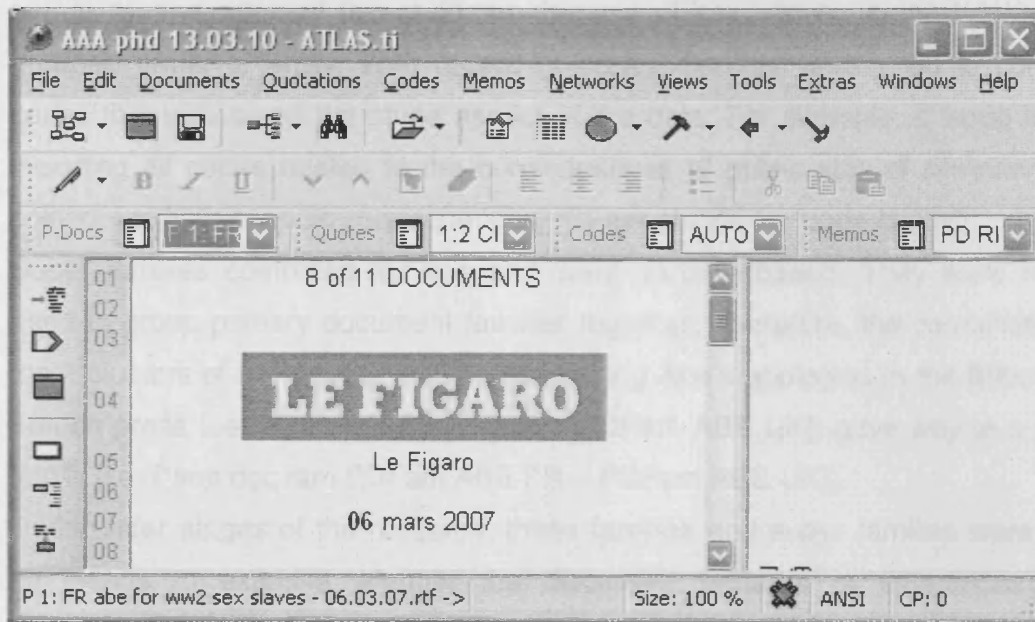 AAA phd 13.03.10 - ATLAS.ti
File Edit Documents Quotations Codes Memos Networks Views Tools Extras Windows Help
B I U
P-Docs P 1: FR Quotes 1:2 CI Codes AUTO Memos PD RI
01 8 of 11 DOCUMENTS
02
03
04 LE FIGARO
05 Le Figaro
06
07 06 mars 2007
08
P 1: FR abe for ww2 sex slaves - 06.03.07.rtf -> Size: 100 % ANSI CP: 0